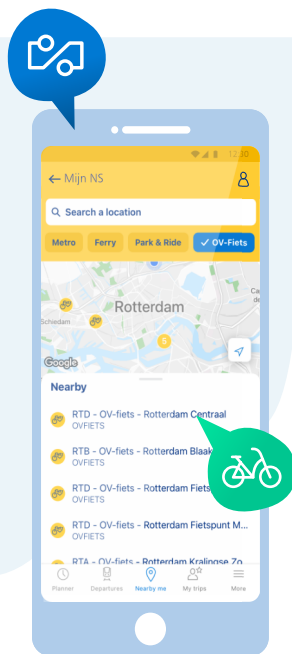 12:30
Mijn NS
Search a location
Metro Ferry Park & Ride OV-Fiets
Rotterdam
Schiedam
6
Google
Nearby
RTD - OV-fiets - Rotterdam Centraal
OVFIETS
RTB - OV-fiets - Rotterdam Blaak
OVFIETS
RTD - OV-fiets - Rotterdam Fiets
OVFIETS
RTD - OV-fiets - Rotterdam Fietspunt M...
OVFIETS
RTA - OV-fiets - Rotterdam Kralingse Zo...
Planner Departures Nearby me My trips More